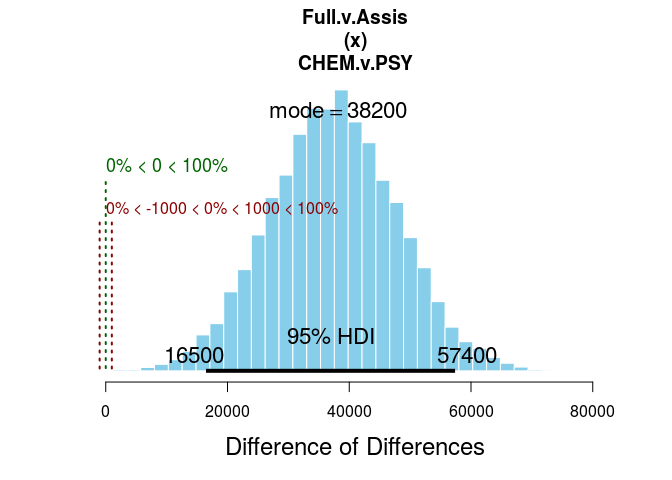 Full.v.Assis
(x)
CHEM.v.PSY
mode = 38200
0% < 0 < 100%
0% < -1000 < 0% < 1000 < 100%
95% HDI
16500
57400
0
20000
40000
60000
80000
Difference of Differences